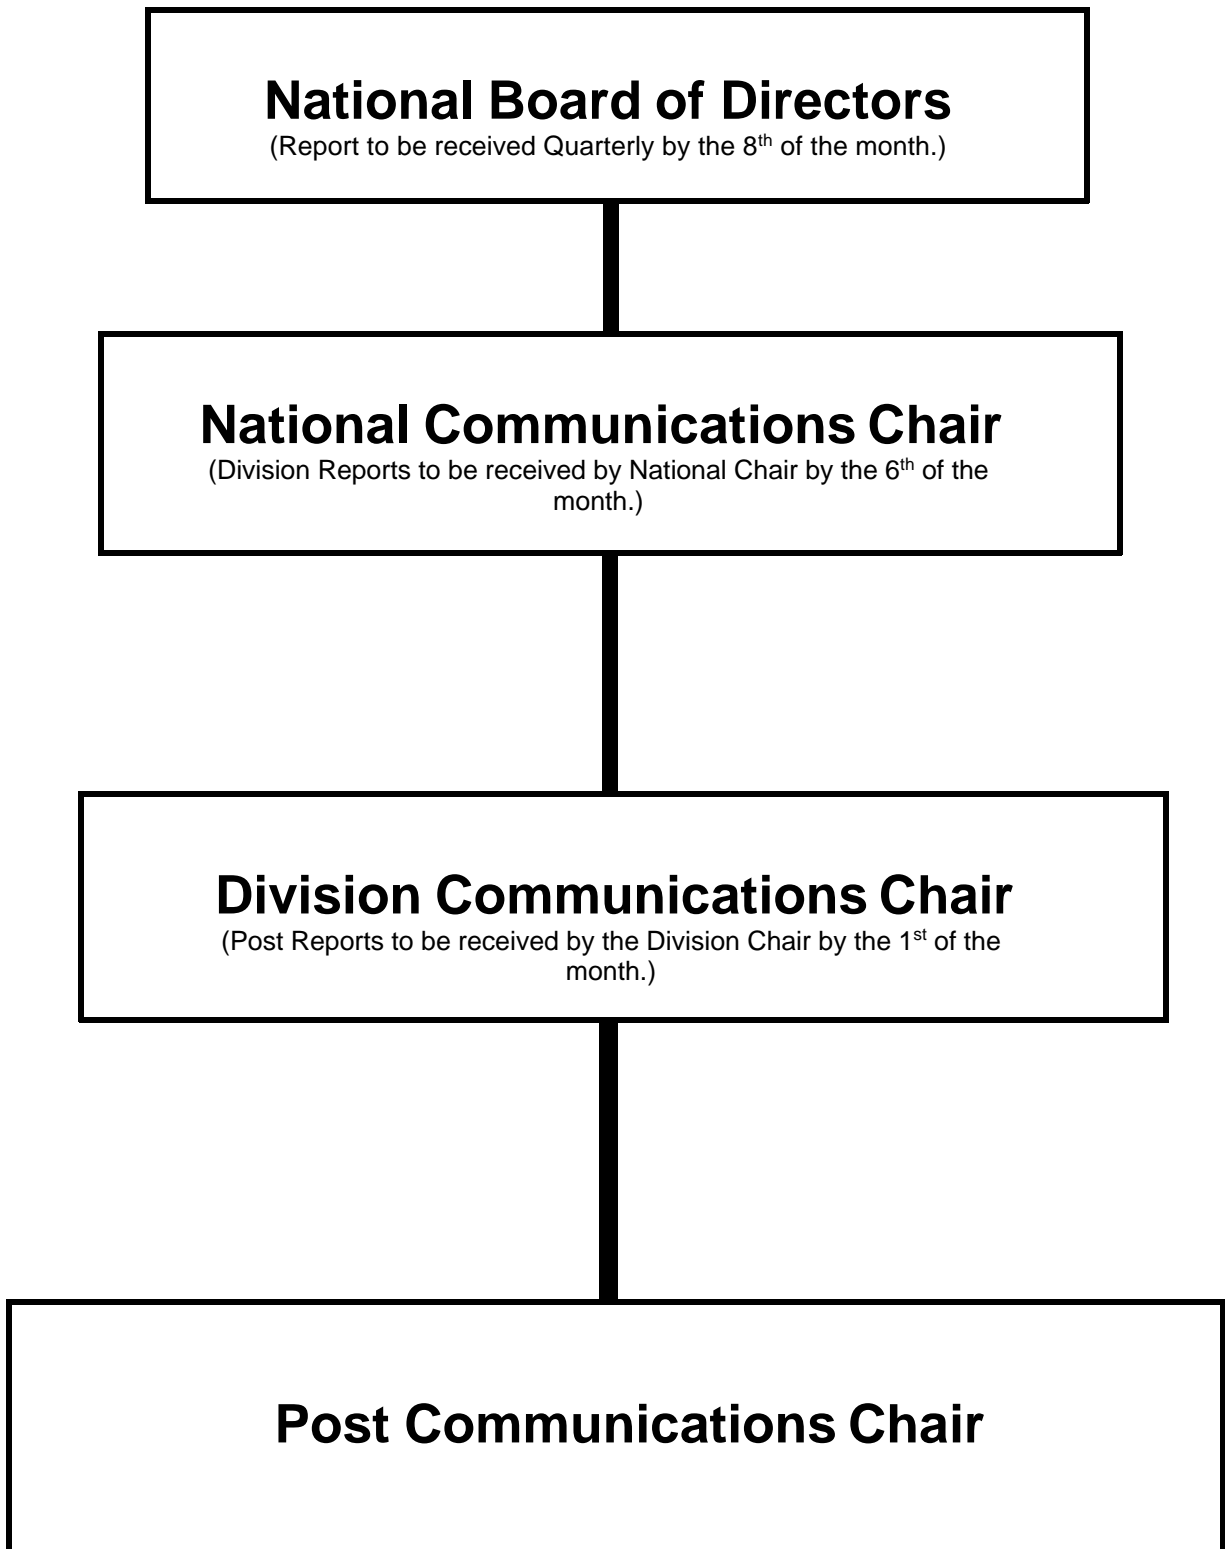 National Board of Directors
(Report to be received Quarterly by the 8th of the month.)
National Communications Chair
(Division Reports to be received by National Chair by the 6th of the
month.)
Division Communications Chair
(Post Reports to be received by the Division Chair by the 1st of the
month.)
Post Communications Chair